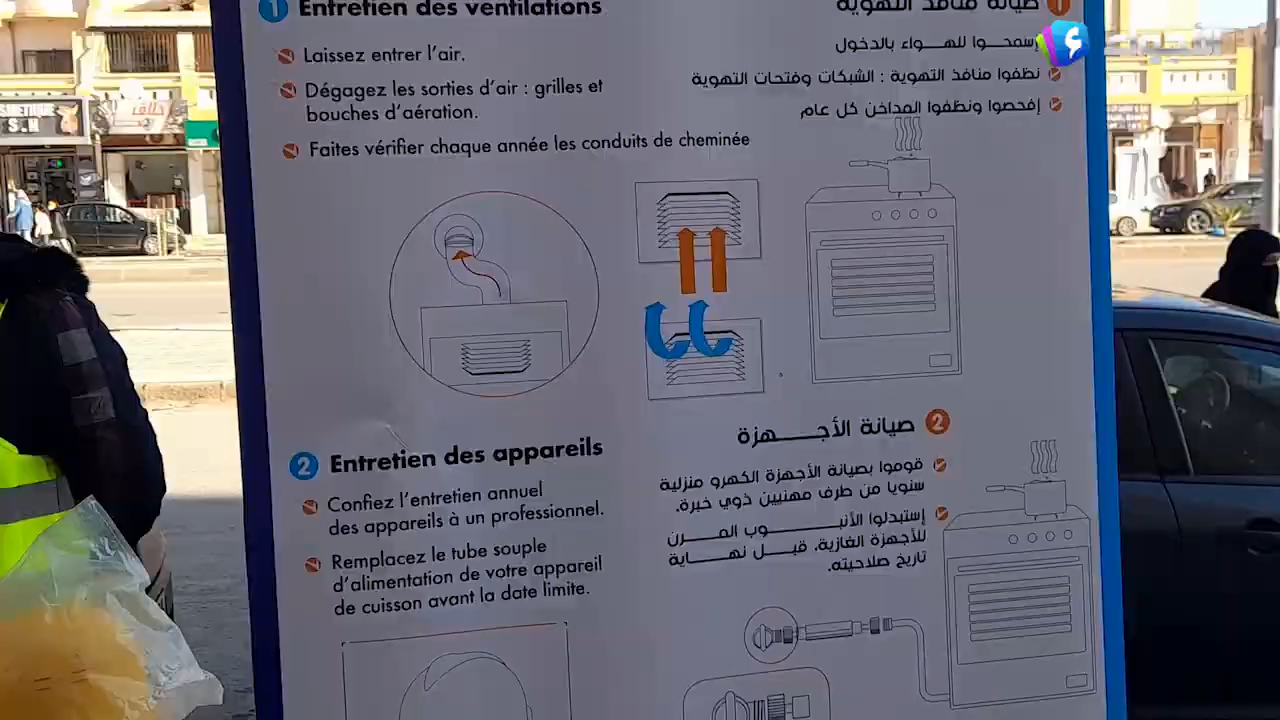 1 Entretien des ventilations
Laissez entrer l'air.
Dégagez les sorties d'air : grilles et
bouches d'aération.
Faites vérifier chaque année les conduits de cheminée
1 صيانة منافذ التهوية
إسمحوا للهواء بالدخول
نظفوا منافذ التهوية : الشبكات وفتحات التهوية
إفحصوا ونظفوا المداخن كل عام
2 Entretien des appareils
Confiez l'entretien annuel
des appareils à un professionnel.
Remplacez le tube souple
d'alimentation de votre appareil
de cuisson avant la date limite.
2 صيانة الأجهزة
قوموا بصيانة الأجهزة الكهرو منزلية
سنويا من طرف مهنيين ذوي خبرة.
إستبدلوا الأنبوب المرن
للأجهزة الغازية، قبل نهاية
تاريخ صلاحيته.
حلاق
S.M